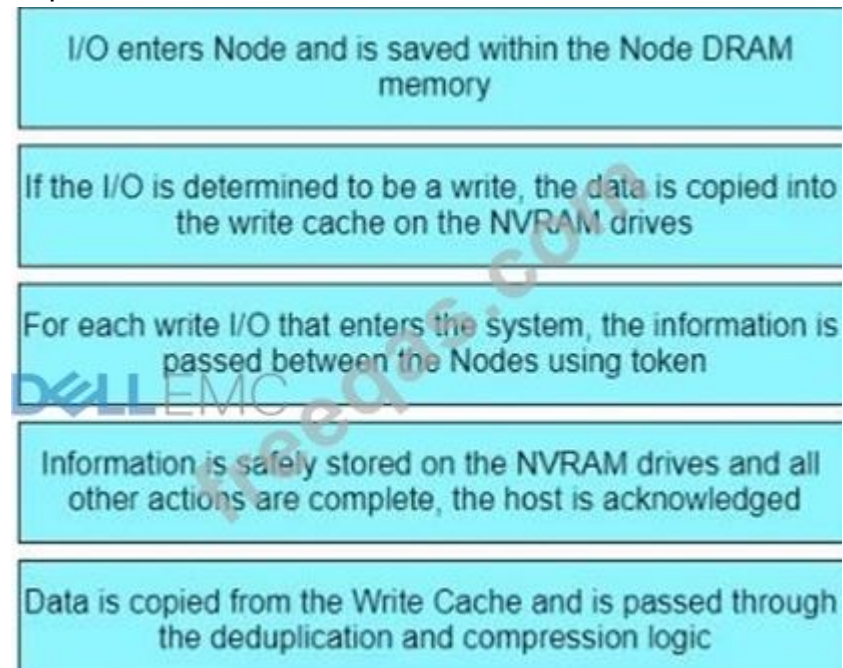 I/O enters Node and is saved within the Node DRAM
memory
If the I/O is determined to be a write, the data is copied into
the write cache on the NVRAM drives
For each write I/O that enters the system, the information is
passed between the Nodes using token
DELLEMC
freeqas.com
Information is safely stored on the NVRAM drives and all
other actions are complete, the host is acknowledged
Data is copied from the Write Cache and is passed through
the deduplication and compression logic